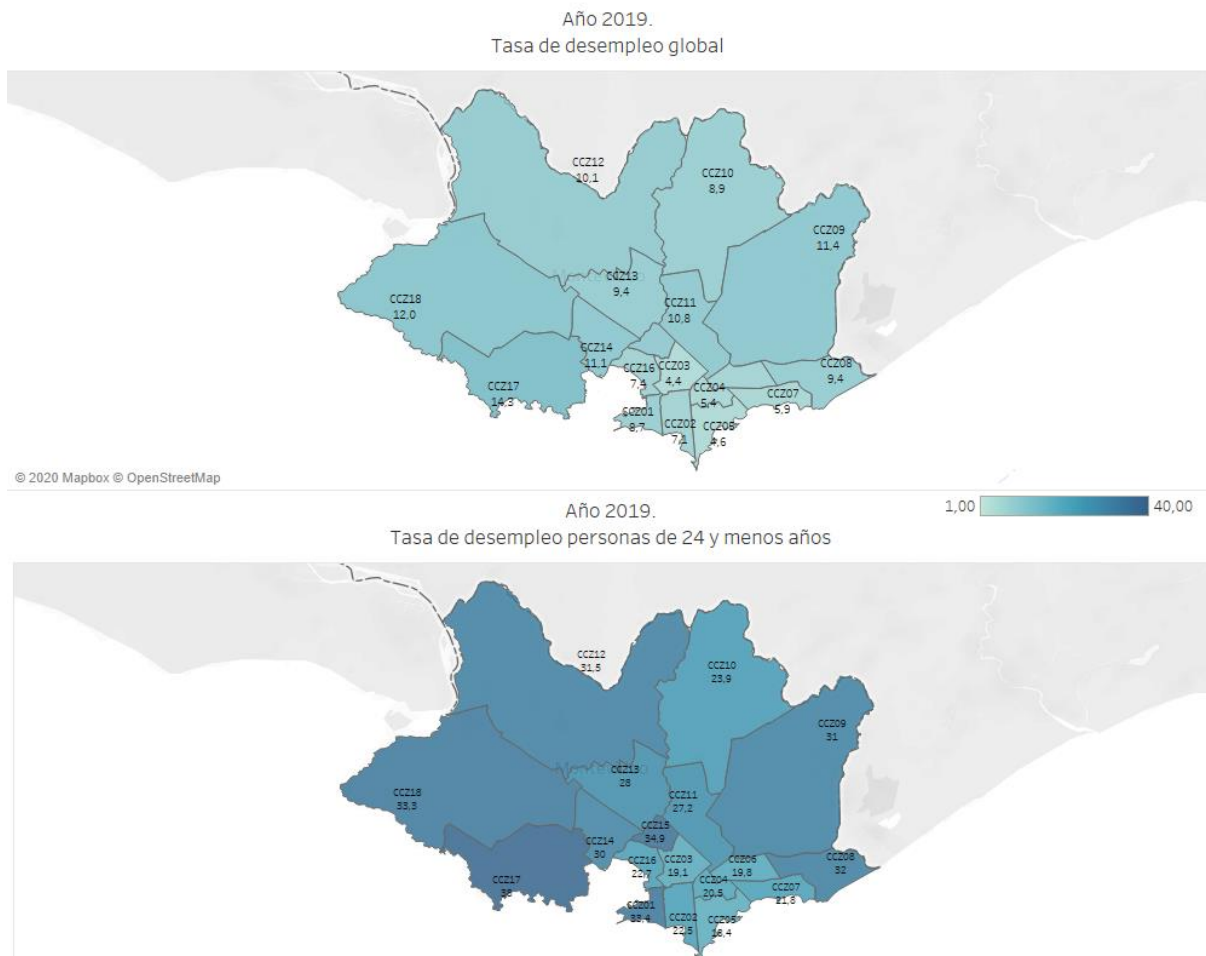 Año 2019.
Tasa de desempleo global
CCZ12
10,1
CCZ10
8,9
CCZ09
11,4
CCZ13
9,4
CCZ18
12,0
CCZ11
10,8
CCZ14
11,1
CCZ16
7,4
CCZ03
4,4
CCZ08
9,4
CCZ17
14,3
CCZ04
5,4
CCZ07
5,9
CCZ01
8,7
CCZ02
7,1
CCZ05
4,6
© 2020 Mapbox © OpenStreetMap
1,00
40,00
Año 2019.
Tasa de desempleo personas de 24 y menos años
CCZ12
31,5
CCZ10
23,9
CCZ09
31
CCZ13
28
CCZ18
33,3
CCZ11
27,2
CCZ15
34,9
CCZ14
30
CCZ16
22,7
CCZ03
19,1
CCZ06
19,8
CCZ08
32
CCZ17
38
CCZ04
20,5
CCZ07
21,8
CCZ01
33,4
CCZ02
22,5
CCZ05
18,4